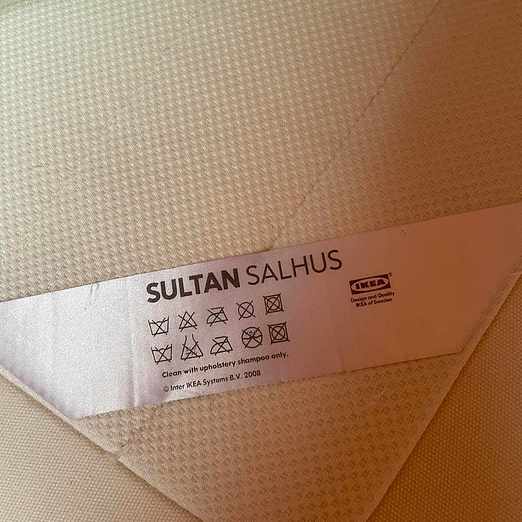 SULTAN SALHUS
IKEA®
Design and Quality
IKEA of Sweden
Clean with upholstery shampoo only.
© Inter IKEA Systems B.V. 2008